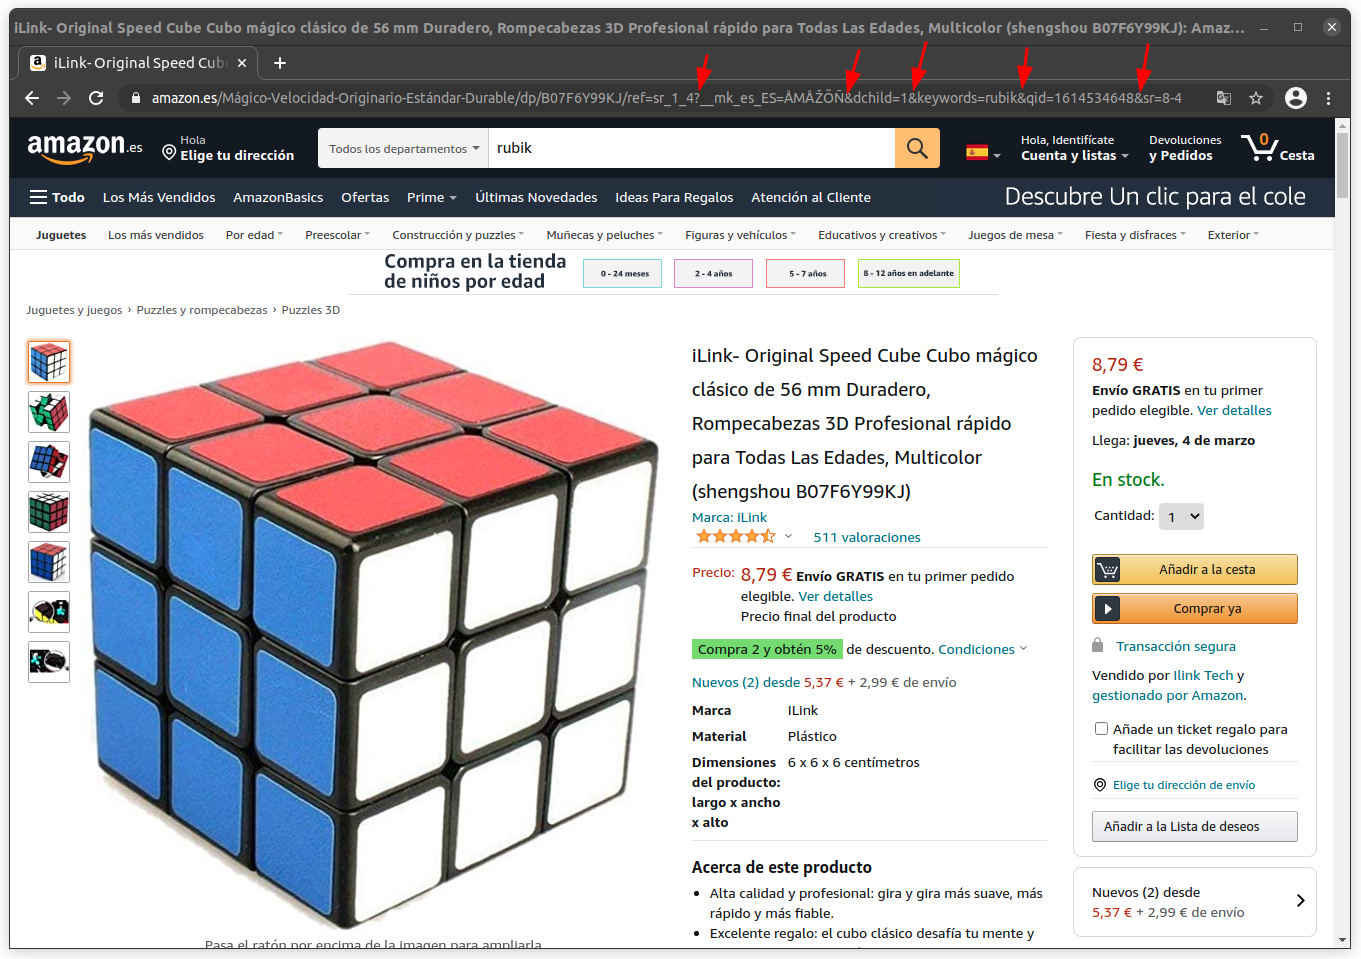 iLink- Original Speed Cube Cubo mágico clásico de 56 mm Duradero, Rompecabezas 3D Profesional rápido para Todas Las Edades, Multicolor (shengshou B07F6Y99KJ): Amaz...
iLink- Original Speed Cub
amazon.es/Mágico-Velocidad-Originario-Estándar-Durable/dp/B07F6Y99KJ/ref=sr_1_4?__mk_es_ES=ÅMÅŽÕÑ&dchild=1&keywords=rubik&qid=1614534648&sr=8-4
amazon.es
Hola
Elige tu dirección
Todos los departamentos
rubik
Hola, Identifícate
Cuenta y listas
Devoluciones
y Pedidos
0
Cesta
Todo
Los Más Vendidos
AmazonBasics
Ofertas
Prime
Últimas Novedades
Ideas Para Regalos
Atención al Cliente
Descubre Un clic para el cole
Juguetes
Los más vendidos
Por edad
Preescolar
Construcción y puzzles
Muñecas y peluches
Figuras y vehículos
Educativos y creativos
Juegos de mesa
Fiesta y disfraces
Exterior
Compra en la tienda
de niños por edad
0 - 24 meses
2 - 4 años
5 - 7 años
8 - 12 años en adelante
Juguetes y juegos › Puzzles y rompecabezas › Puzzles 3D
Pasa el ratón por encima de la imagen para ampliarla
iLink- Original Speed Cube Cubo mágico
clásico de 56 mm Duradero,
Rompecabezas 3D Profesional rápido
para Todas Las Edades, Multicolor
(shengshou B07F6Y99KJ)
Marca: iLink
511 valoraciones
Precio: 8,79 € Envío GRATIS en tu primer pedido
elegible. Ver detalles
Precio final del producto
Compra 2 y obtén 5% de descuento. Condiciones
Nuevos (2) desde 5,37 € + 2,99 € de envío
Marca ILink
Material Plástico
Dimensiones 6 x 6 x 6 centímetros
del producto:
largo x ancho
x alto
Acerca de este producto
• Alta calidad y profesional: gira y gira más suave, más
rápido y más fiable.
• Excelente regalo: el cubo clásico desafía tu mente y
8,79 €
Envío GRATIS en tu primer
pedido elegible. Ver detalles
Llega: jueves, 4 de marzo
En stock.
Cantidad: 1
Añadir a la cesta
Comprar ya
Transacción segura
Vendido por Ilink Tech y
gestionado por Amazon.
Añade un ticket regalo para
facilitar las devoluciones
Elige tu dirección de envío
Añadir a la Lista de deseos
Nuevos (2) desde
5,37 € + 2,99 € de envío